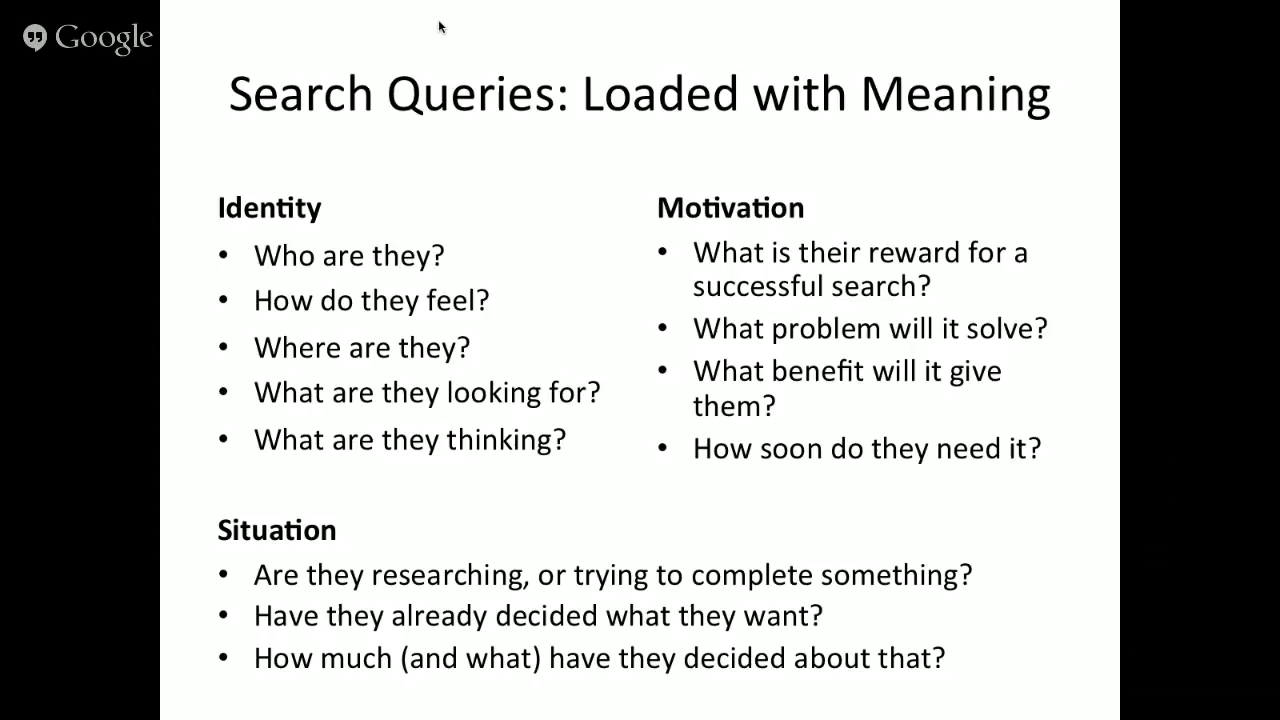 Google
Search Queries: Loaded with Meaning
Identity
• Who are they?
• How do they feel?
• Where are they?
• What are they looking for?
• What are they thinking?
Motivation
• What is their reward for a
successful search?
• What problem will it solve?
• What benefit will it give
them?
• How soon do they need it?
Situation
• Are they researching, or trying to complete something?
• Have they already decided what they want?
• How much (and what) have they decided about that?